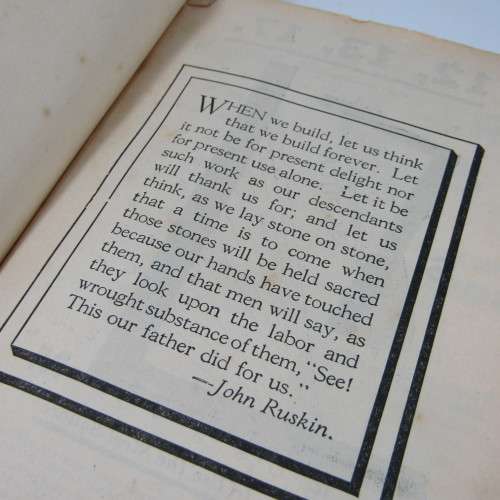 WHEN we build, let us think
that we build forever. Let
it not be for present delight nor
for present use alone. Let it be
such work as our descendants
will thank us for; and let us
think, as we lay stone on stone,
that a time is to come when
those stones will be held sacred
because our hands have touched
them, and that men will say, as
they look upon the labor and
wrought substance of them, "See!
This our father did for us."
—John Ruskin.